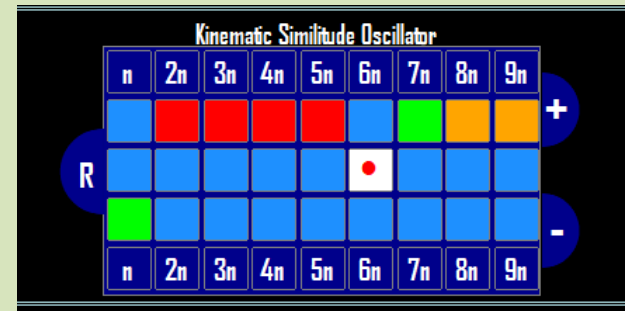 Kinematic Similitude Oscillator
n 2n 3n 4n 5n 6n 7n 8n 9n
+
R
-
n 2n 3n 4n 5n 6n 7n 8n 9n